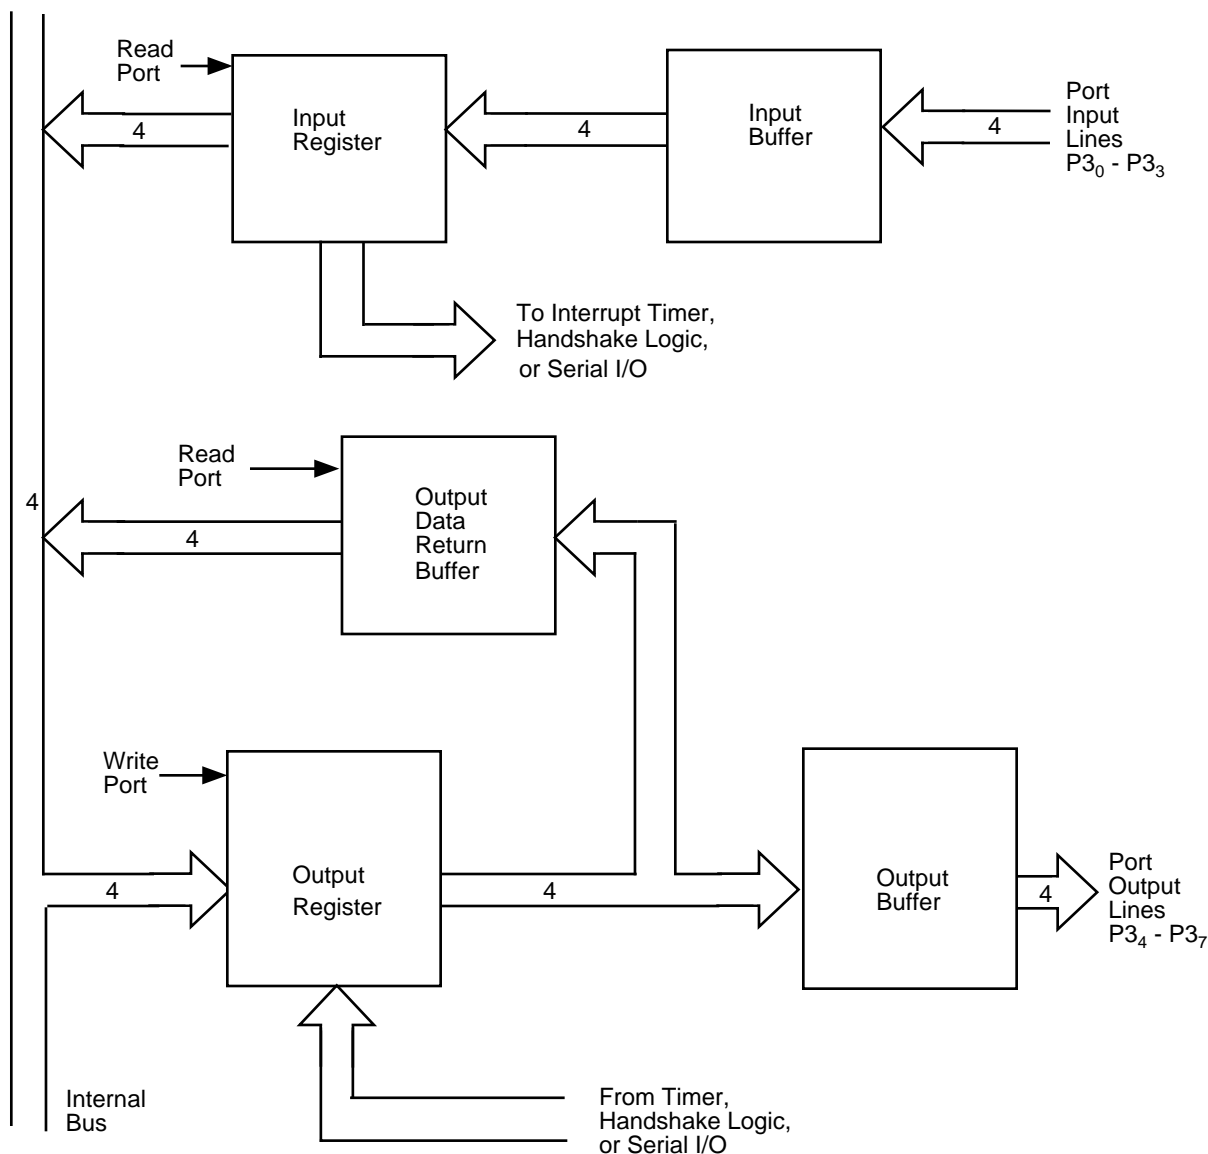 Read
Port
4
Input
Register
4
Input
Buffer
4
Port
Input
Lines
P3₀ - P3₃
To Interrupt Timer,
Handshake Logic,
or Serial I/O
Read
Port
4
4
Output
Data
Return
Buffer
Write
Port
4
Output
Register
4
Output
Buffer
4
Port
Output
Lines
P3₄ - P3₇
Internal
Bus
From Timer,
Handshake Logic,
or Serial I/O